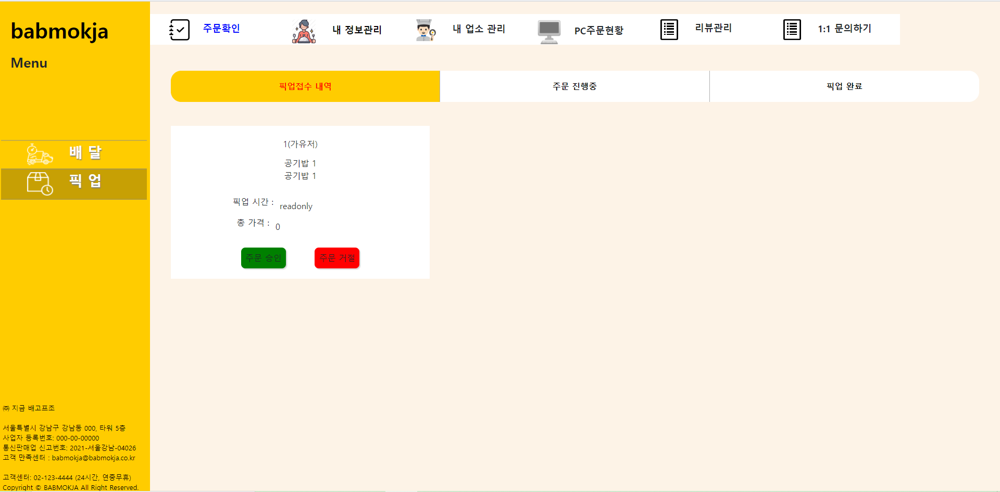 babmokja
Menu
배 달
픽 업
㈜ 지금 배고프조
서울특별시 강남구 강남동 000, 타워 5층
사업자 등록번호: 000-00-00000
통신판매업 신고번호: 2021-서울강남-04026
고객 만족센터 : babmokja@babmokja.co.kr
고객센터: 02-123-4444 (24시간, 연중무휴)
Copyright © BABMOKJA All Right Reserved.
주문확인
내 정보관리
내 업소 관리
PC주문현황
리뷰관리
1:1 문의하기
픽업접수 내역
주문 진행중
픽업 완료
1(가유저)
공기밥 1
공기밥 1
픽업 시간 : readonly
총 가격 : 0
주문 승인
주문 거절